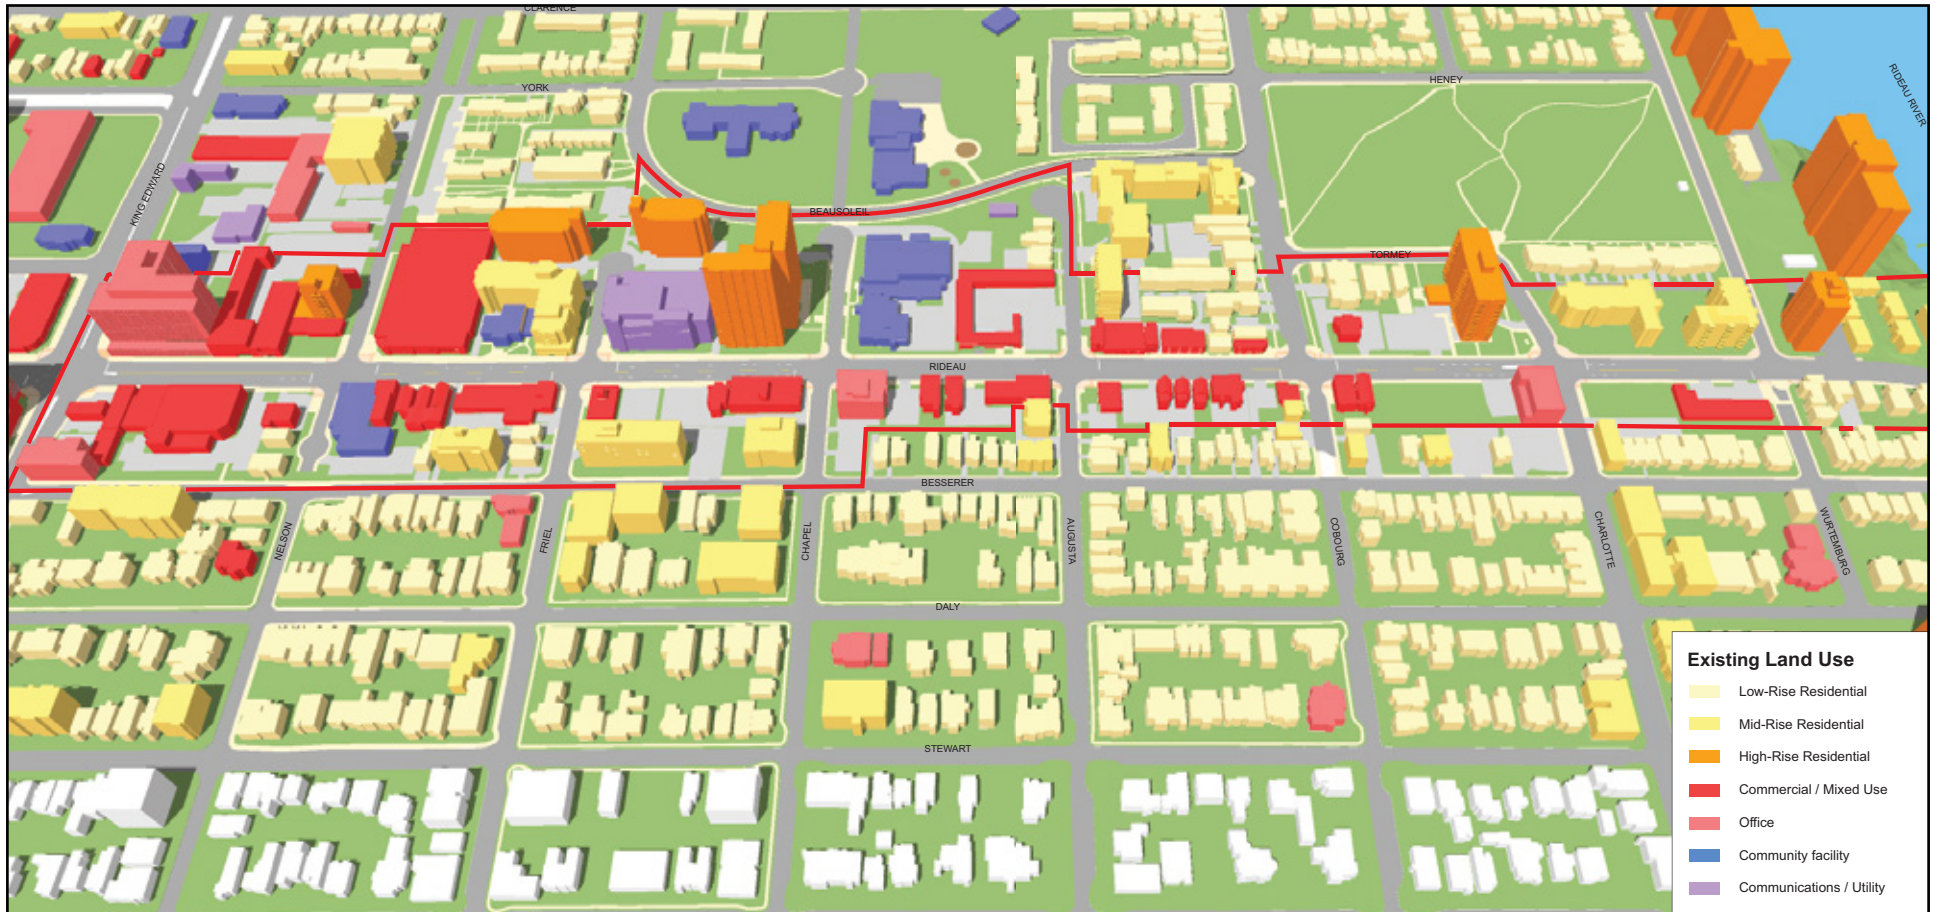 CLARENCE
YORK
HENEY
RIDEAU RIVER
KING EDWARD
BEAUSOLEIL
TORMEY
RIDEAU
BESSERER
NELSON
FRIEL
CHAPEL
AUGUSTA
COBOURG
CHARLOTTE
WURTEMBURG
DALY
STEWART
Existing Land Use
Low-Rise Residential
Mid-Rise Residential
High-Rise Residential
Commercial / Mixed Use
Office
Community facility
Communications / Utility